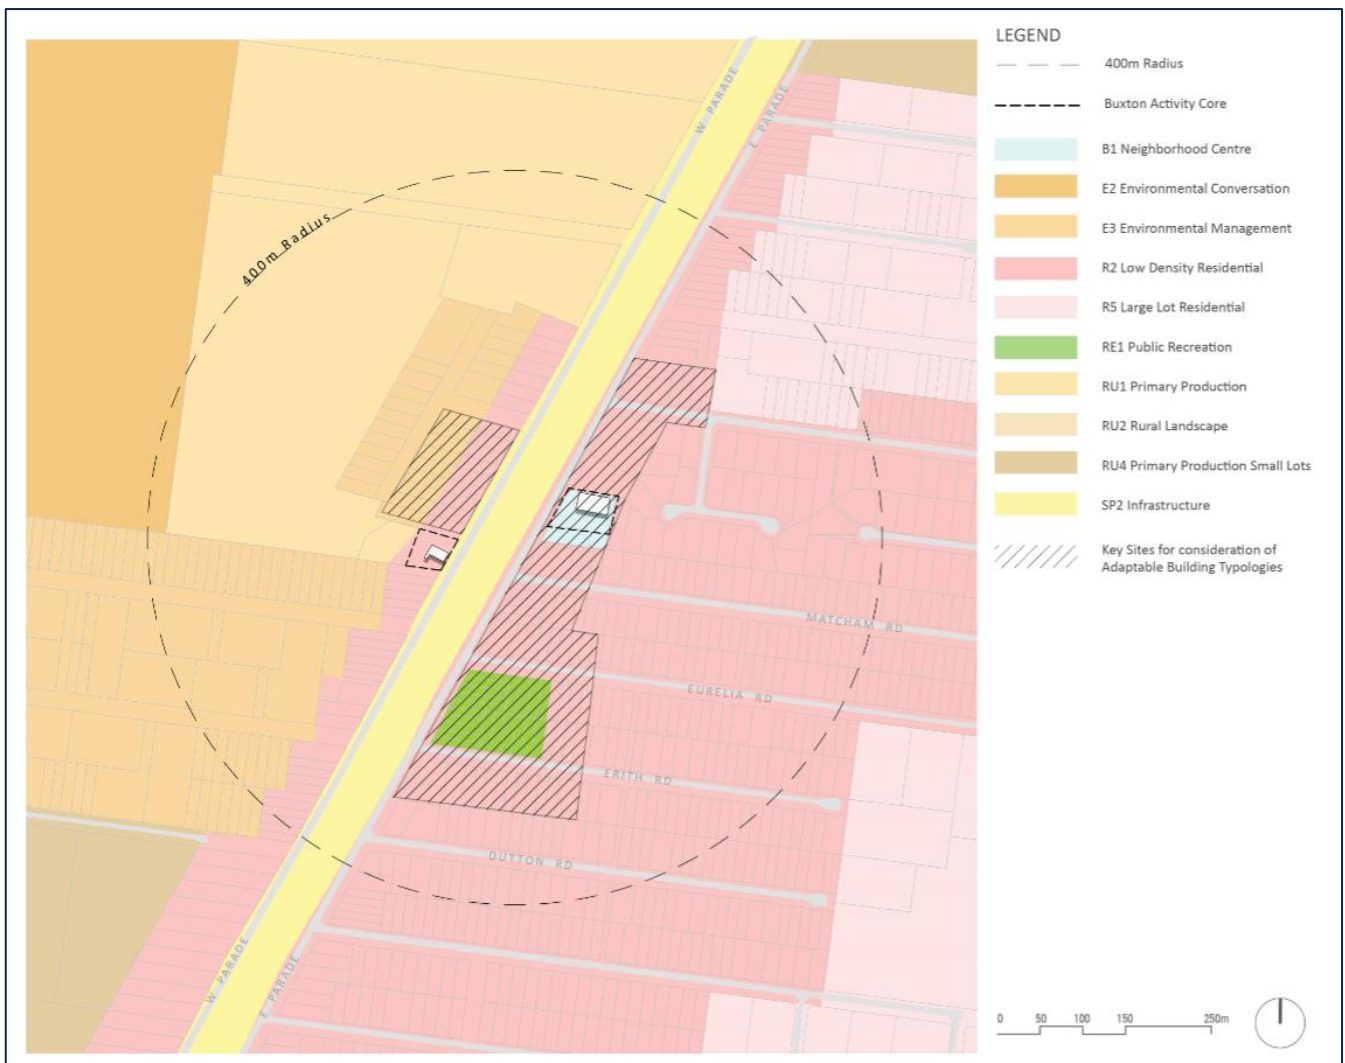 LEGEND
400m Radius
Buxton Activity Core
B1 Neighborhood Centre
E2 Environmental Conversation
E3 Environmental Management
R2 Low Density Residential
R5 Large Lot Residential
RE1 Public Recreation
RU1 Primary Production
RU2 Rural Landscape
RU4 Primary Production Small Lots
SP2 Infrastructure
Key Sites for consideration of
Adaptable Building Typologies
W PARADE
E PARADE
400m Radius
MATCHAM RD
EURELIA RD
ERITH RD
DUTTON RD
W PARADE
E PARADE
0 50 100 150 250m